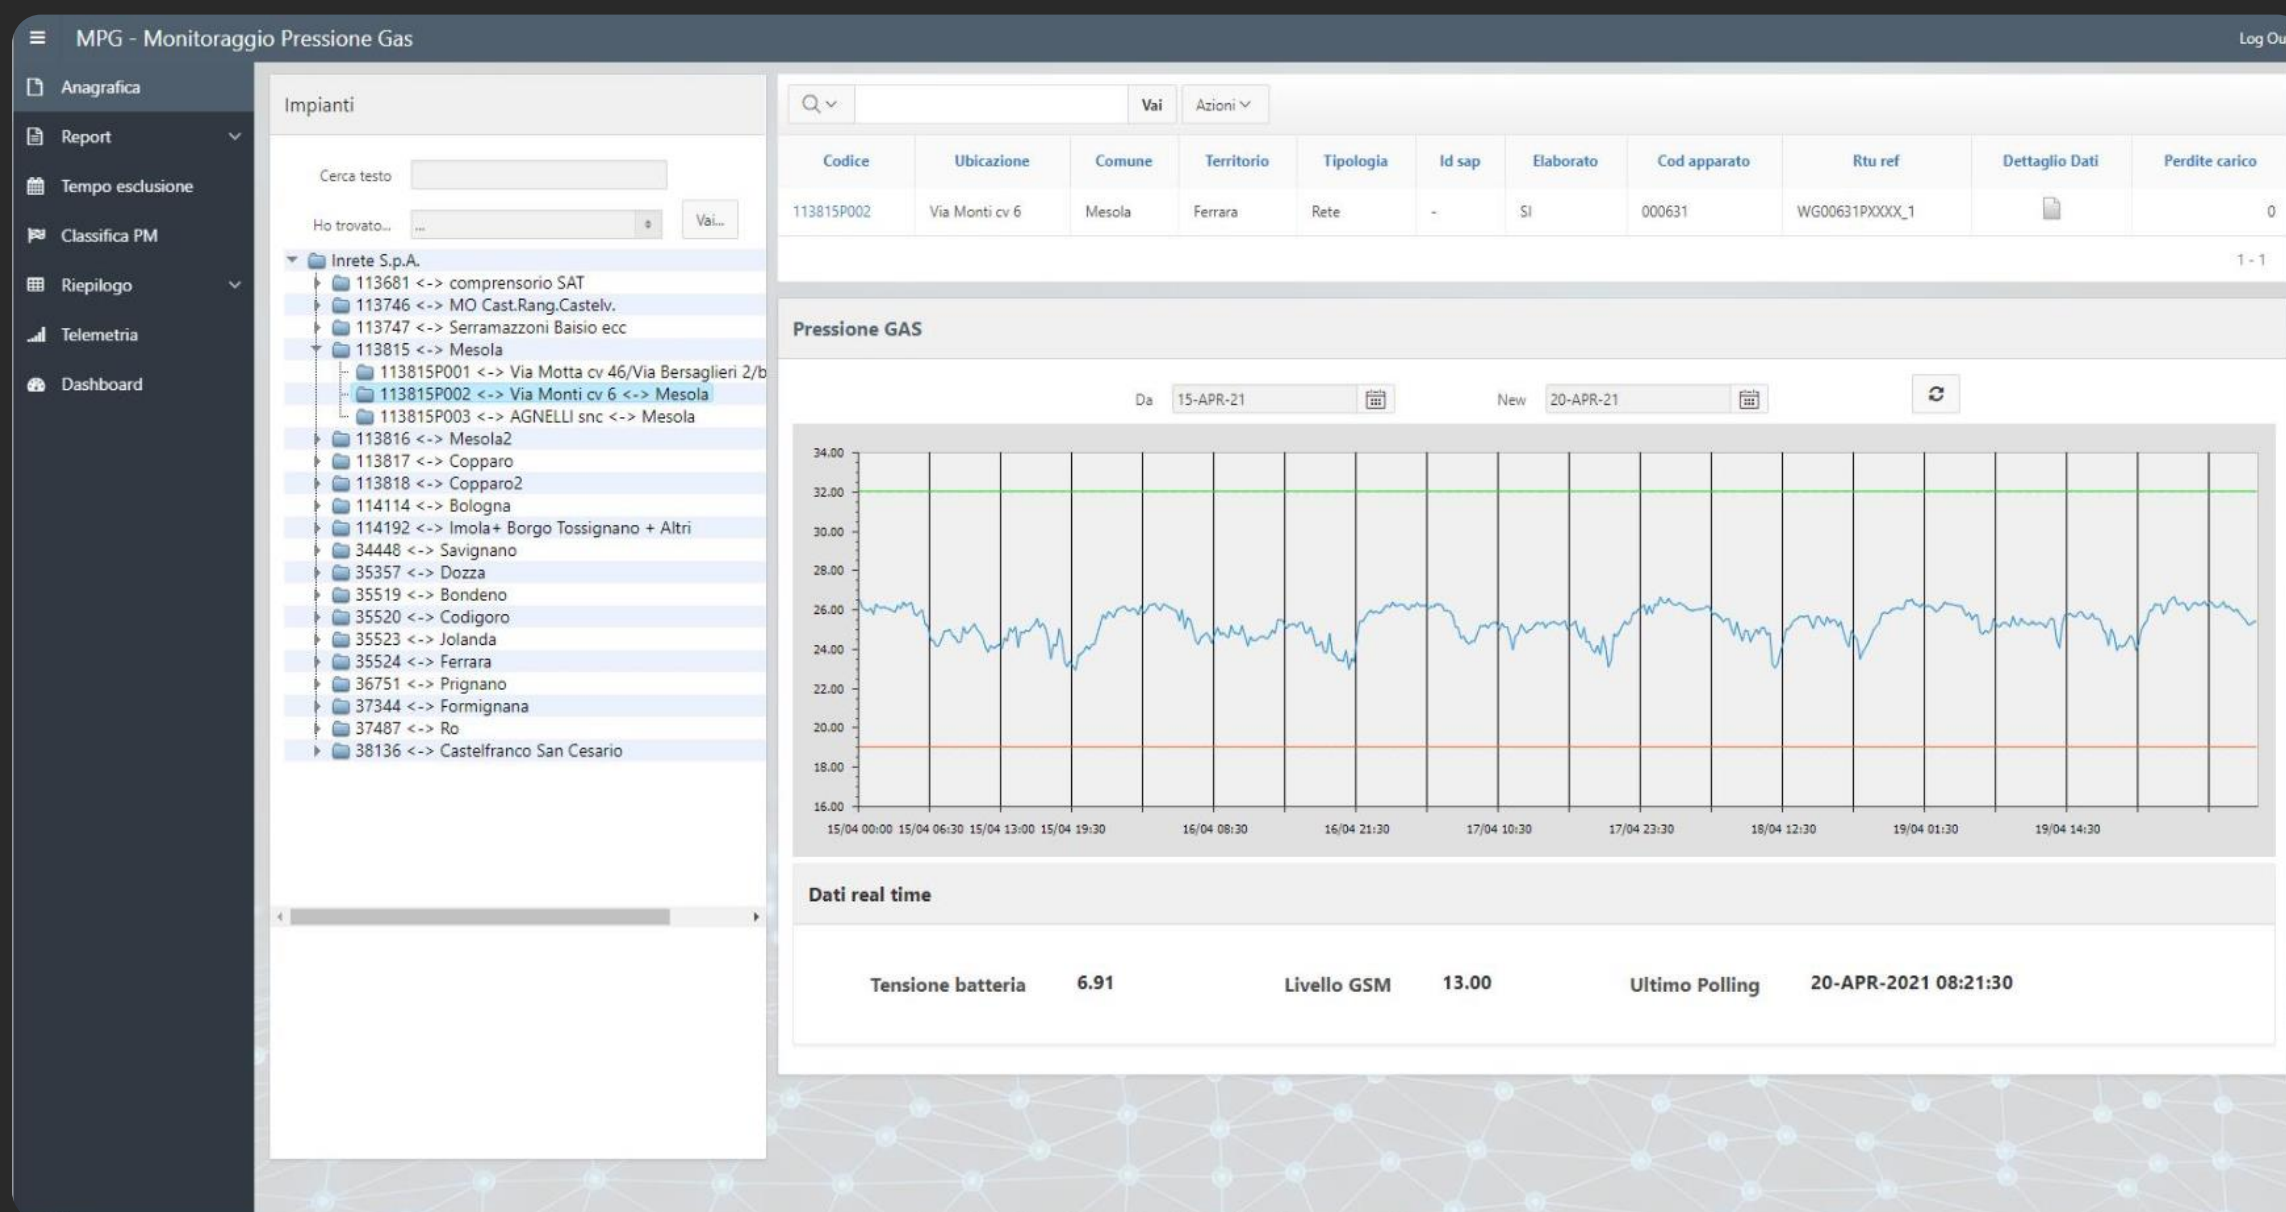 MPG - Monitoraggio Pressione Gas
Log Ou
Anagrafica
Report
Tempo esclusione
Classifica PM
Riepilogo
Telemetria
Dashboard
Impianti
Cerca testo
Ho trovato...
...
Vai...
Inrete S.p.A.
113681 <-> comprensorio SAT
113746 <-> MO Cast.Rang.Castelv.
113747 <-> Serramazzoni Baisio ecc
113815 <-> Mesola
113815P001 <-> Via Motta cv 46/Via Bersaglieri 2/b
113815P002 <-> Via Monti cv 6 <-> Mesola
113815P003 <-> AGNELLI snc <-> Mesola
113816 <-> Mesola2
113817 <-> Copparo
113818 <-> Copparo2
114114 <-> Bologna
114192 <-> Imola+ Borgo Tossignano + Altri
34448 <-> Savignano
35357 <-> Dozza
35519 <-> Bondeno
35520 <-> Codigoro
35523 <-> Jolanda
35524 <-> Ferrara
36751 <-> Prignano
37344 <-> Formignana
37487 <-> Ro
38136 <-> Castelfranco San Cesario
Vai
Azioni
Codice Ubicazione Comune Territorio Tipologia Id sap Elaborato Cod apparato Rtu ref Dettaglio Dati Perdite carico
113815P002 Via Monti cv 6 Mesola Ferrara Rete - SI 000631 WG00631PXXXX_1 0
1 - 1
Pressione GAS
Da 15-APR-21 New 20-APR-21
34.00
32.00
30.00
28.00
26.00
24.00
22.00
20.00
18.00
16.00
15/04 00:00 15/04 06:30 15/04 13:00 15/04 19:30 16/04 08:30 16/04 21:30 17/04 10:30 17/04 23:30 18/04 12:30 19/04 01:30 19/04 14:30
Dati real time
Tensione batteria 6.91 Livello GSM 13.00 Ultimo Polling 20-APR-2021 08:21:30